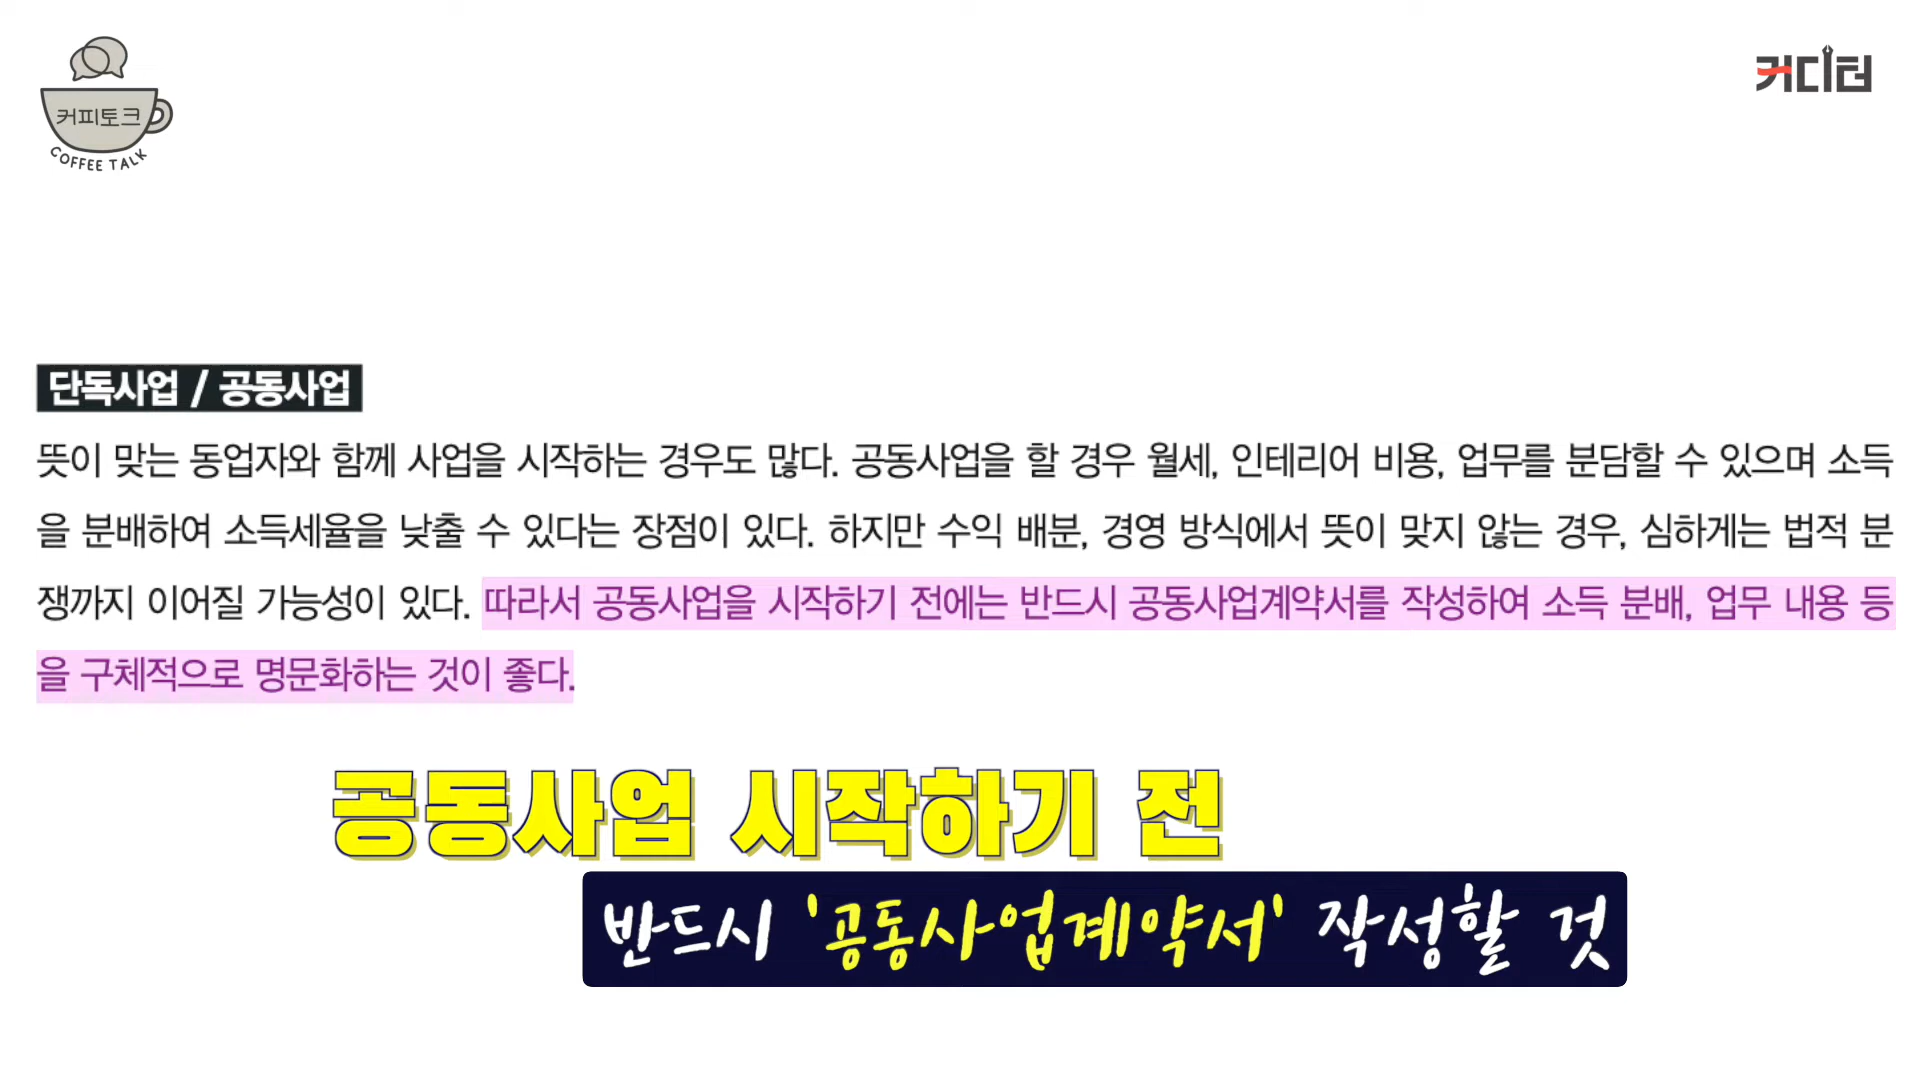 커피토크
COFFEE TALK
커디터
단독사업 / 공동사업
뜻이 맞는 동업자와 함께 사업을 시작하는 경우도 많다. 공동사업을 할 경우 월세, 인테리어 비용, 업무를 분담할 수 있으며 소득
을 분배하여 소득세율을 낮출 수 있다는 장점이 있다. 하지만 수익 배분, 경영 방식에서 뜻이 맞지 않는 경우, 심하게는 법적 분
쟁까지 이어질 가능성이 있다. 따라서 공동사업을 시작하기 전에는 반드시 공동사업계약서를 작성하여 소득 분배, 업무 내용 등
을 구체적으로 명문화하는 것이 좋다.
공동사업 시작하기 전
반드시 '공동사업계약서' 작성할 것